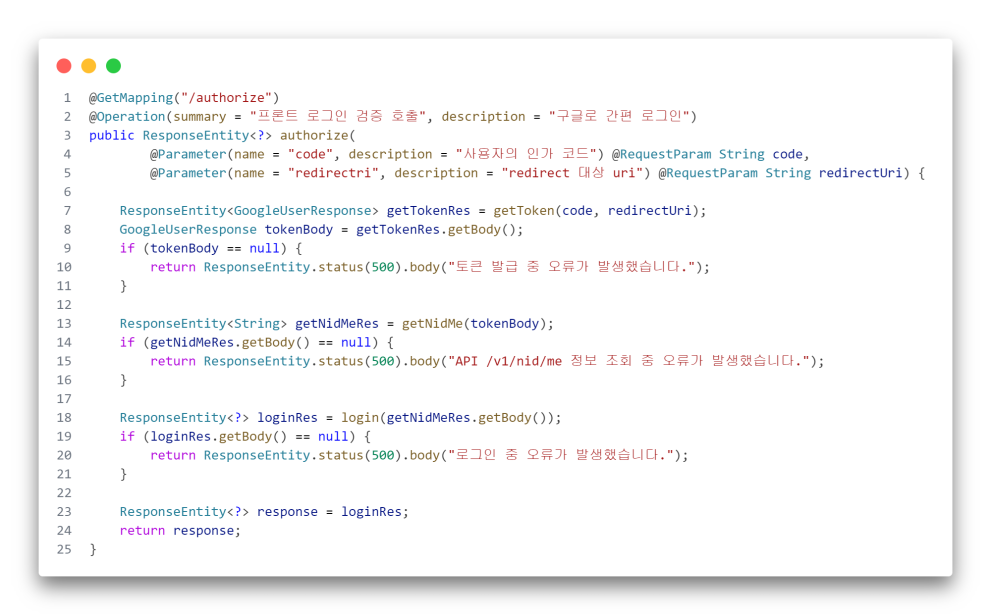 1 @GetMapping("/authorize")
2 @Operation(summary = "프론트 로그인 검증 호출", description = "구글로 간편 로그인")
3 public ResponseEntity<?> authorize(
4         @Parameter(name = "code", description = "사용자의 인가 코드") @RequestParam String code,
5         @Parameter(name = "redirectri", description = "redirect 대상 uri") @RequestParam String redirectUri) {
6
7     ResponseEntity<GoogleUserResponse> getTokenRes = getToken(code, redirectUri);
8     GoogleUserResponse tokenBody = getTokenRes.getBody();
9     if (tokenBody == null) {
10         return ResponseEntity.status(500).body("토큰 발급 중 오류가 발생했습니다.");
11     }
12
13     ResponseEntity<String> getNidMeRes = getNidMe(tokenBody);
14     if (getNidMeRes.getBody() == null) {
15         return ResponseEntity.status(500).body("API /v1/nid/me 정보 조회 중 오류가 발생했습니다.");
16     }
17
18     ResponseEntity<?> loginRes = login(getNidMeRes.getBody());
19     if (loginRes.getBody() == null) {
20         return ResponseEntity.status(500).body("로그인 중 오류가 발생했습니다.");
21     }
22
23     ResponseEntity<?> response = loginRes;
24     return response;
25 }